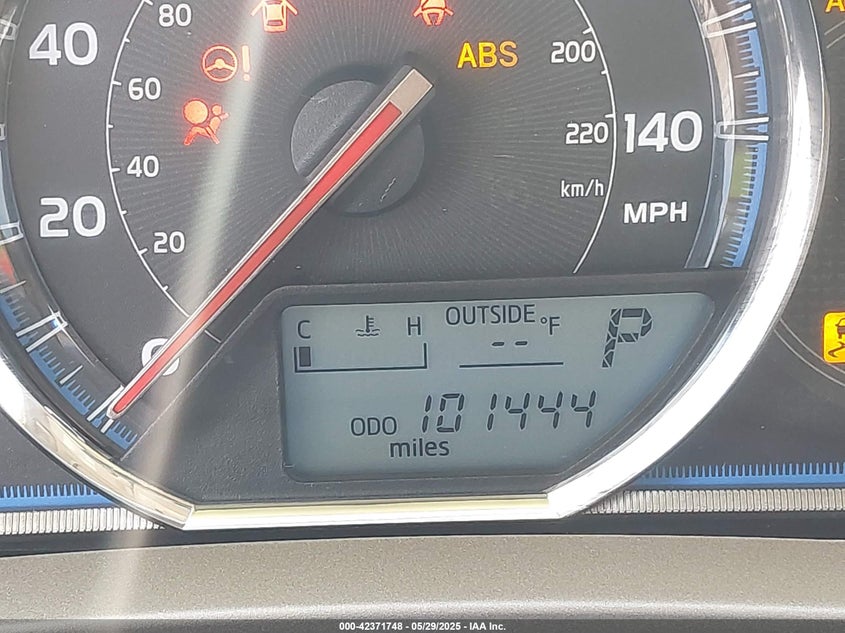 80
40
60
ABS
200
220
140
40
km/h
20
MPH
20
0
C
H
OUTSIDE
-- °F
P
ODO 101444
miles
000-42371748 - 05/29/2025 - IAA Inc.